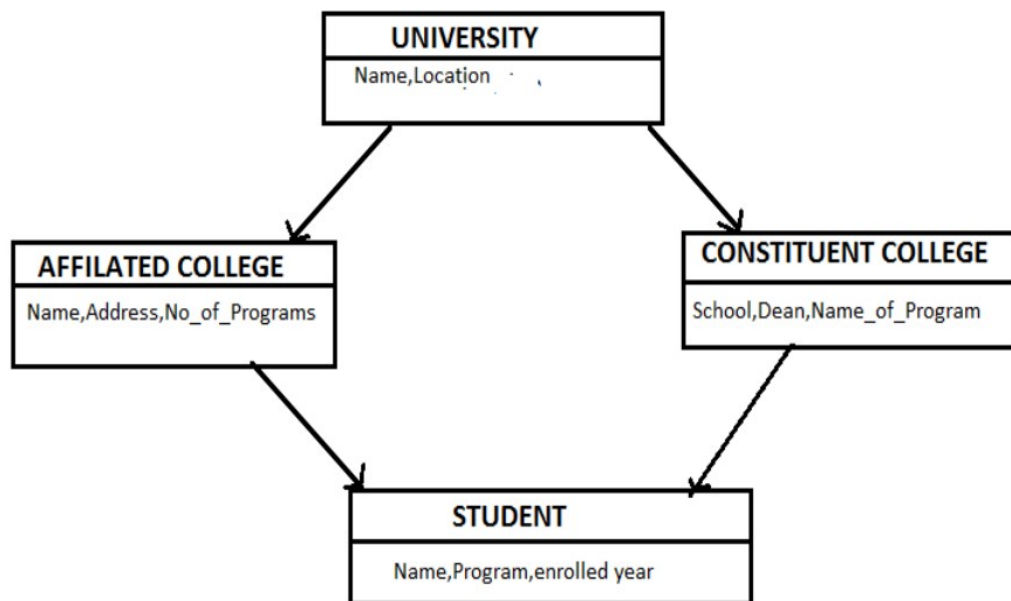 UNIVERSITY
Name,Location
AFFILATED COLLEGE
Name,Address,No_of_Programs
CONSTITUENT COLLEGE
School,Dean,Name_of_Program
STUDENT
Name,Program,enrolled year